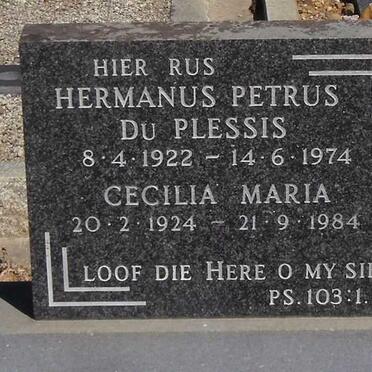 HIER RUS
HERMANUS PETRUS
DU PLESSIS
8·4·1922 – 14·6·1974
CECILIA MARIA
20·2·1924 – 21·9·1984
LOOF DIE HERE O MY
PS. 103:1.